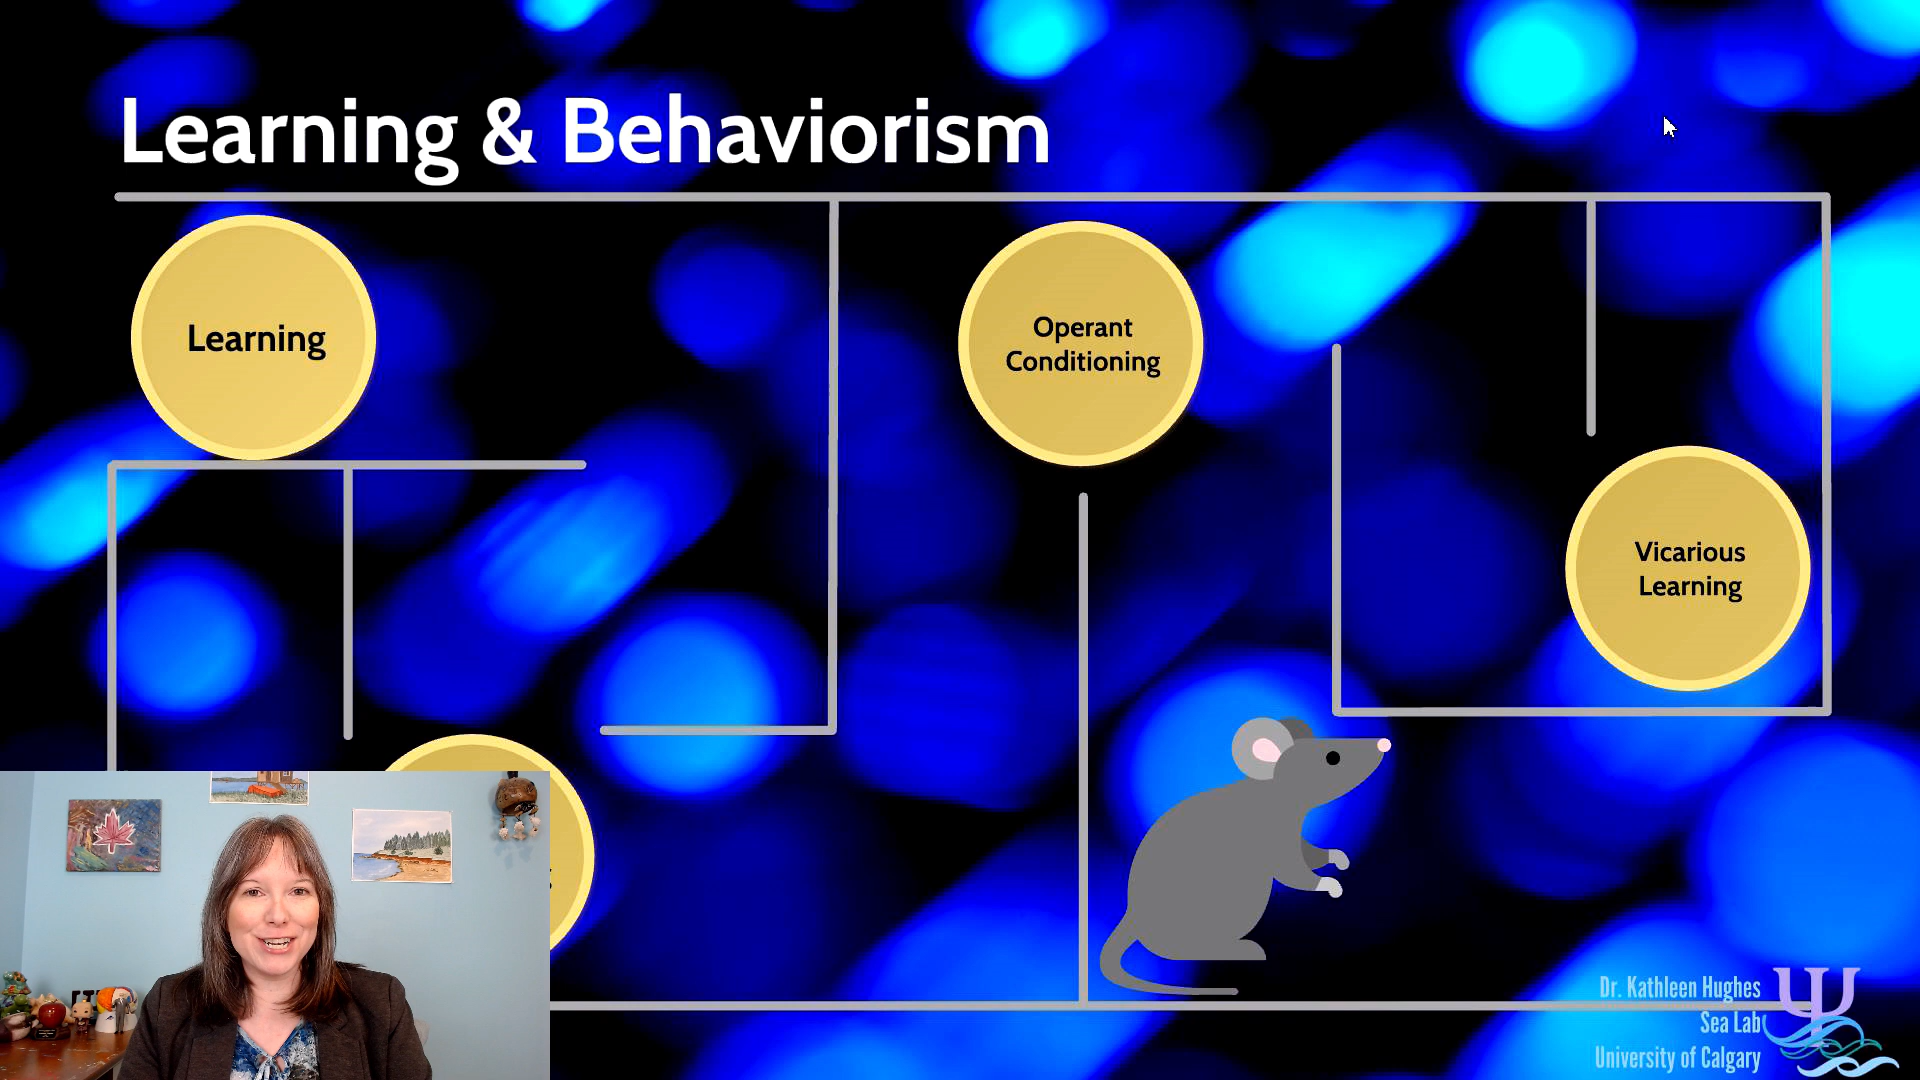 Learning & Behaviorism
Learning
Operant
Conditioning
Vicarious
Learning
Dr. Kathleen Hughes
Sea Lab
University of Calgary